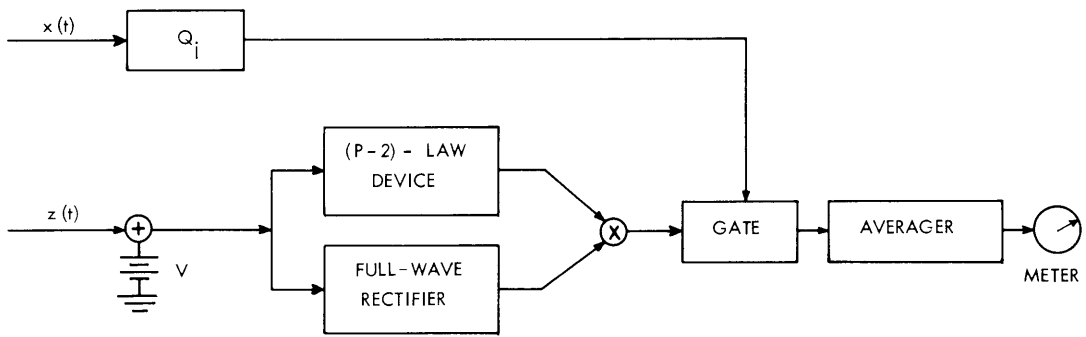 x (t)
Q_i
(P-2) - LAW
DEVICE
z (t)
+
V
X
GATE
AVERAGER
FULL-WAVE
RECTIFIER
METER